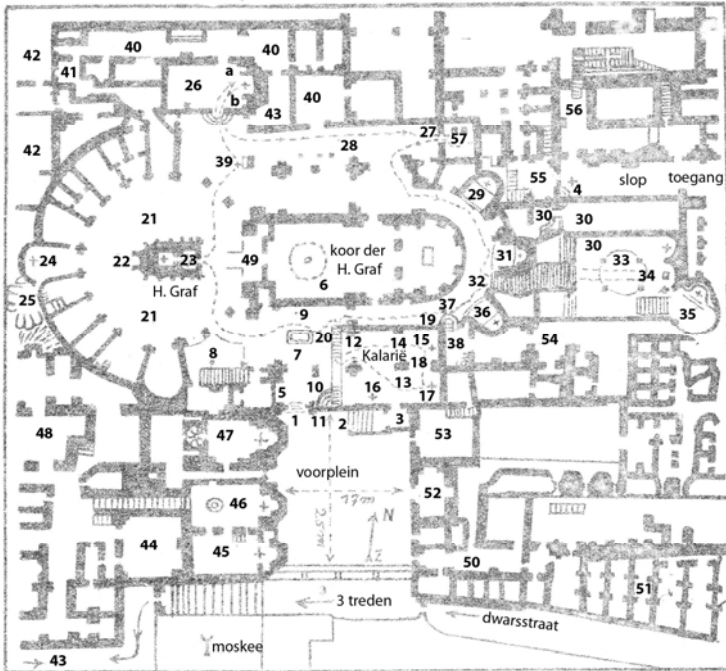 42 40 40
41 26 a 56
b 40
43
42 27 57
28
39 55 4 slop toegang
29
21 30 30
koor der
H. Graf
24 22 23 49 31 30
33
H. Graf 6 32 34
25
21 37
9 19 36 35
20 12 14 15 38 54
8 7 Kalarië
18
5 10 16 13 17
1 11 2 3
48 47 53
voorplein
52
17m
46 25m N
44 45 Z
50
51
3 treden
dwarsstraat
moskee
43